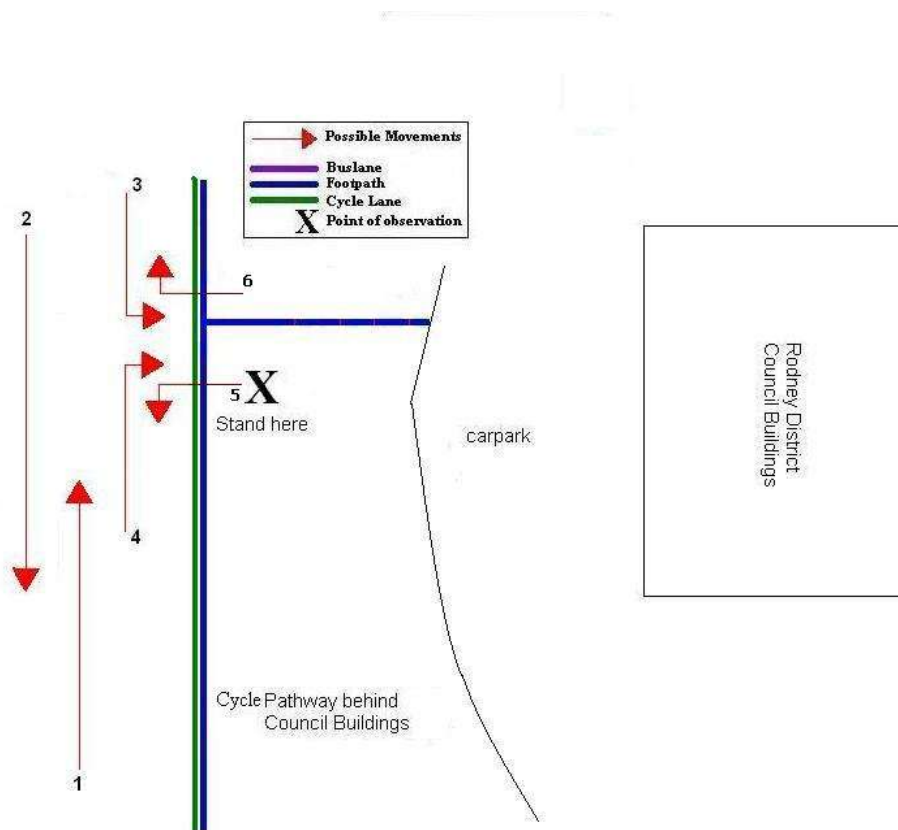 Possible Movements
Buslane
Footpath
Cycle Lane
X Point of observation
3
2
6
5
X
Stand here
carpark
Rodney District
Council Buildings
4
Cycle Pathway behind
Council Buildings
1